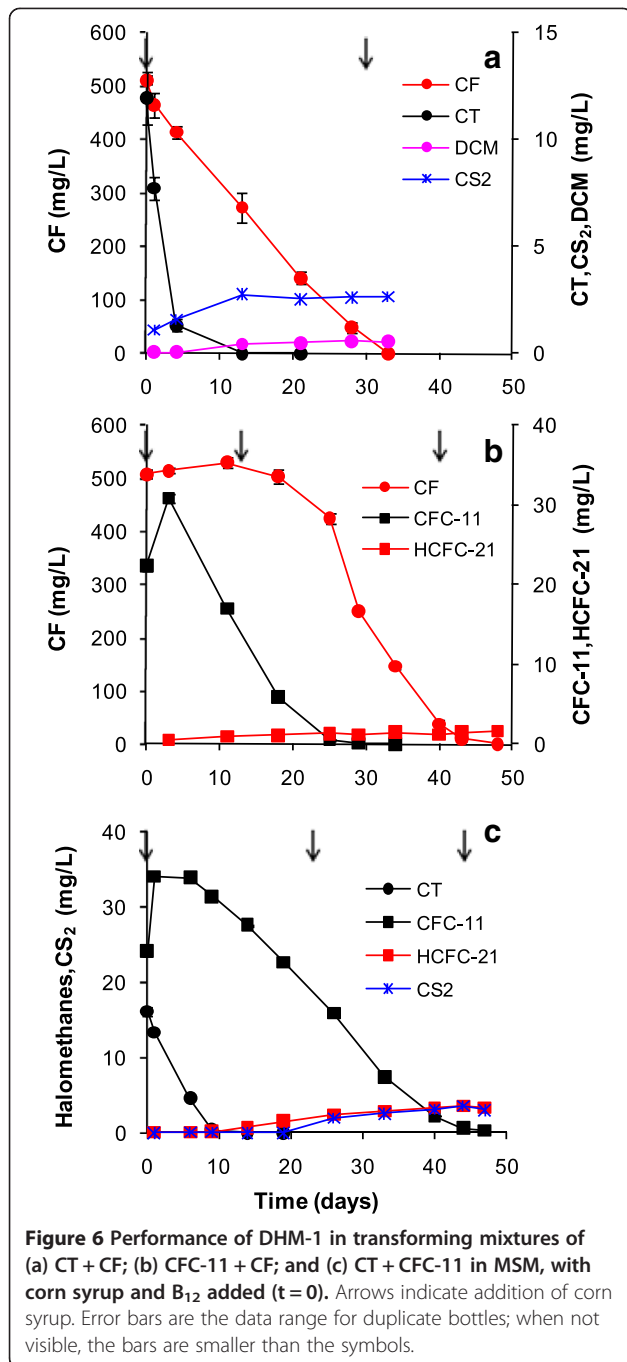 a
600
500
400
300
200
100
0
CF (mg/L)
15
10
5
0
CT,CS2,DCM (mg/L)
CF
CT
DCM
CS2
0 10 20 30 40 50
b
600
500
400
300
200
100
0
CF (mg/L)
40
30
20
10
0
CFC-11,HCFC-21 (mg/L)
CF
CFC-11
HCFC-21
0 10 20 30 40 50
c
40
30
20
10
0
Halomethanes,CS2 (mg/L)
CT
CFC-11
HCFC-21
CS2
0 10 20 30 40 50
Time (days)
Figure 6 Performance of DHM-1 in transforming mixtures of
(a) CT + CF; (b) CFC-11 + CF; and (c) CT + CFC-11 in MSM, with
corn syrup and B12 added (t = 0). Arrows indicate addition of corn
syrup. Error bars are the data range for duplicate bottles; when not
visible, the bars are smaller than the symbols.